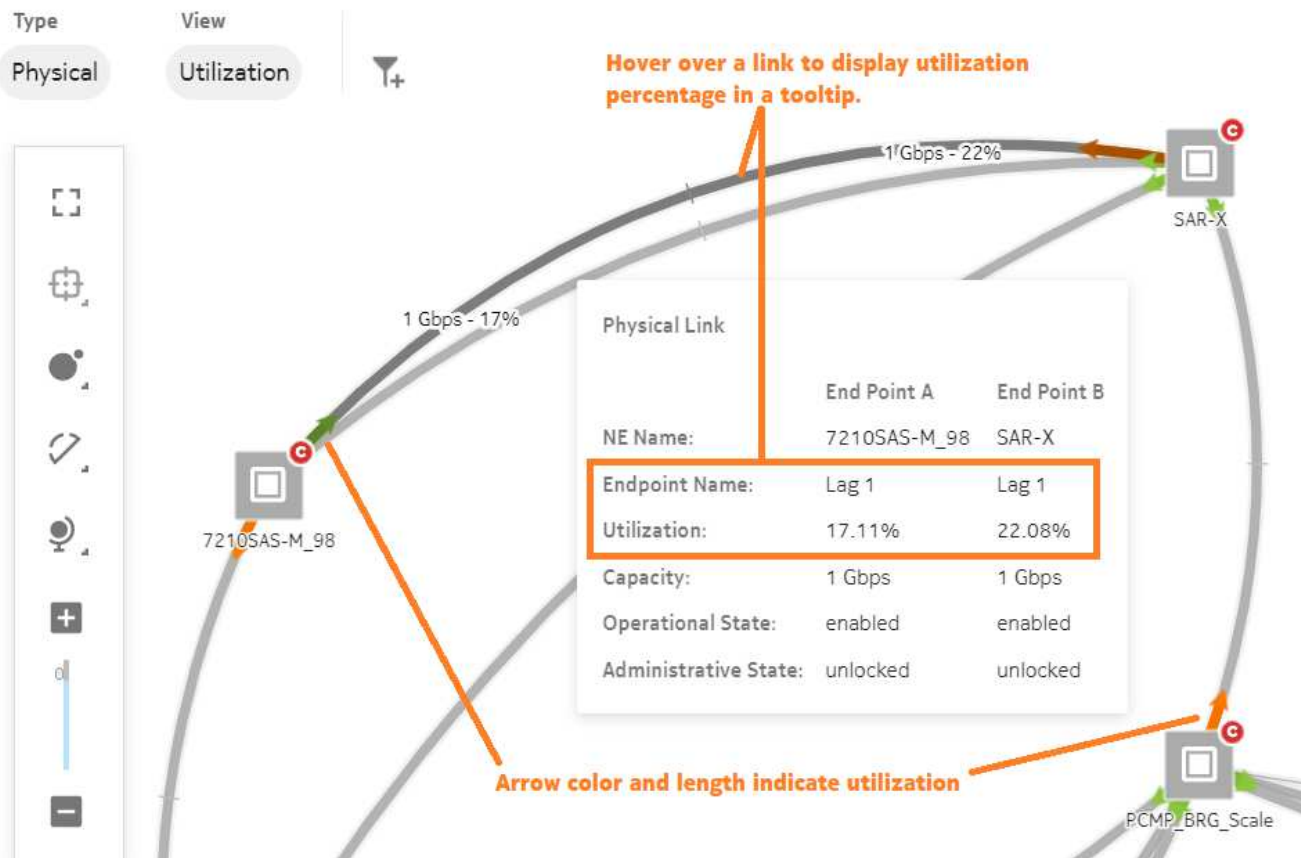 Type
View
Physical
Utilization
Hover over a link to display utilization
percentage in a tooltip.
C
1 Gbps - 22%
SAR-X
1 Gbps - 17%
Physical Link
End Point A
End Point B
NE Name:
7210SAS-M_98
SAR-X
Endpoint Name:
Lag 1
Lag 1
Utilization:
17.11%
22.08%
Capacity:
1 Gbps
1 Gbps
Operational State:
enabled
enabled
Administrative State:
unlocked
unlocked
C
7210SAS-M_98
0
Arrow color and length indicate utilization
C
PCMP_BRG_Scale